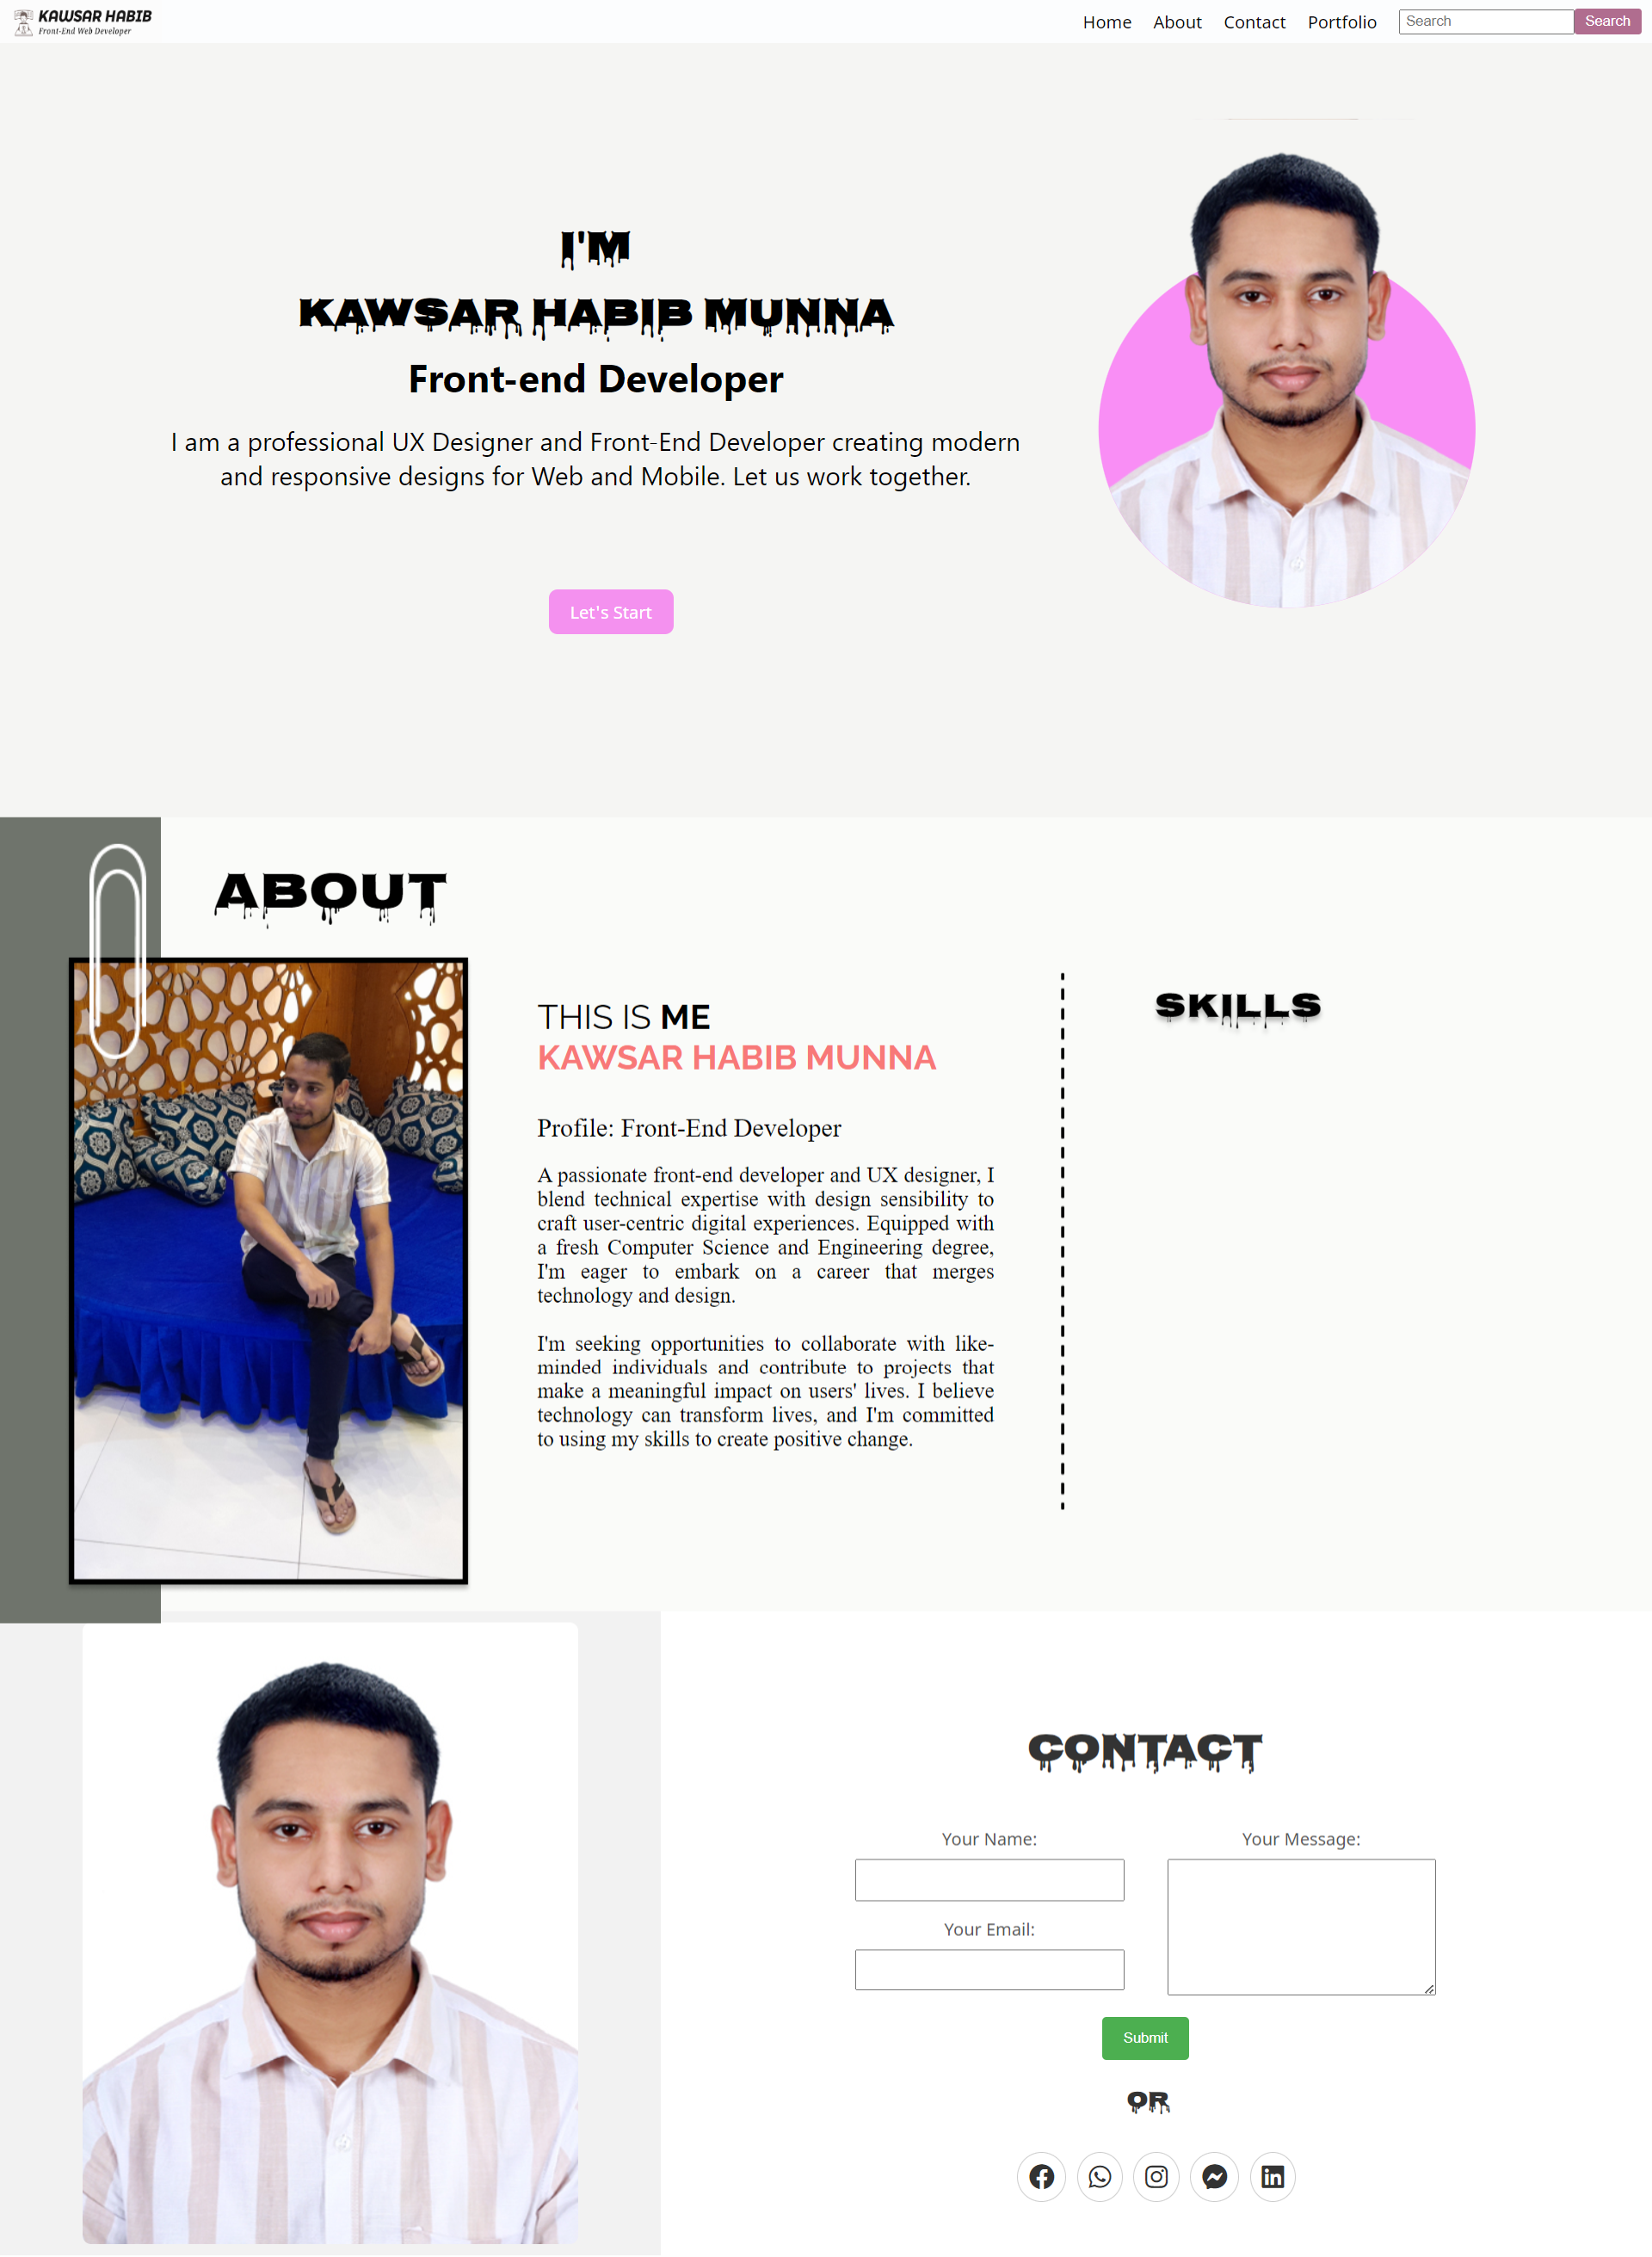 KAWSAR HABIB
Front-End Web Developer
Home About Contact Portfolio Search Search
I'M
KAWSAR HABIB MUNNA
Front-end Developer
I am a professional UX Designer and Front-End Developer creating modern
and responsive designs for Web and Mobile. Let us work together.
Let's Start
ABOUT
THIS IS ME
KAWSAR HABIB MUNNA
Profile: Front-End Developer
A passionate front-end developer and UX designer, I
blend technical expertise with design sensibility to
craft user-centric digital experiences. Equipped with
a fresh Computer Science and Engineering degree,
I'm eager to embark on a career that merges
technology and design.
I'm seeking opportunities to collaborate with like-
minded individuals and contribute to projects that
make a meaningful impact on users' lives. I believe
technology can transform lives, and I'm committed
to using my skills to create positive change.
SKILLS
CONTACT
Your Name:
Your Email:
Your Message:
Submit
OR